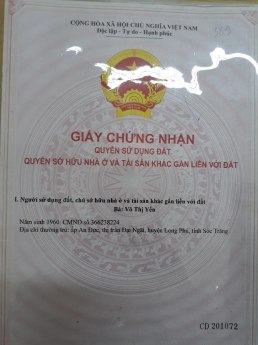 CỘNG HÒA XÃ HỘI CHỦ NGHĨA VIỆT NAM
Độc lập - Tự do - Hạnh phúc
GIẤY CHỨNG NHẬN
QUYỀN SỬ DỤNG ĐẤT
QUYỀN SỞ HỮU NHÀ Ở VÀ TÀI SẢN KHÁC GẮN LIỀN VỚI ĐẤT
I. Người sử dụng đất, chủ sở hữu nhà ở và tài sản khác gắn liền với đất
Bà: Võ Thị Yến
Năm sinh 1960, CMND số 366238224
Địa chỉ thường trú: ấp An Đức, thị trấn Đại Ngãi, huyện Long Phú, tỉnh Sóc Trăng
CD 201072